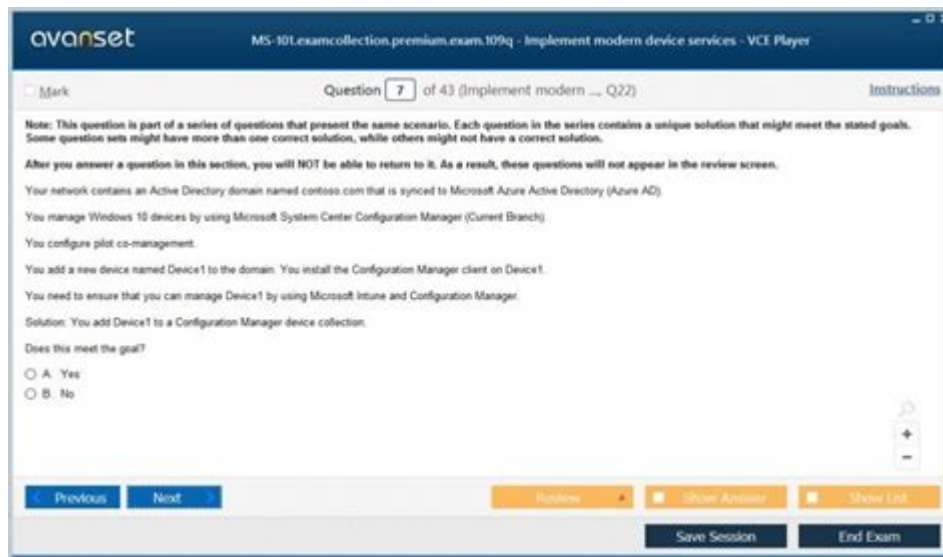 avanset
MS-101.examcollection.premium.exam.109q - Implement modern device services - VCE Player
Mark
Question 7 of 43 (Implement modern ..., Q22)
Instructions
Note: This question is part of a series of questions that present the same scenario. Each question in the series contains a unique solution that might meet the stated goals.
Some question sets might have more than one correct solution, while others might not have a correct solution.
After you answer a question in this section, you will NOT be able to return to it. As a result, these questions will not appear in the review screen.
Your network contains an Active Directory domain named contoso.com that is synced to Microsoft Azure Active Directory (Azure AD).
You manage Windows 10 devices by using Microsoft System Center Configuration Manager (Current Branch).
You configure pilot co-management.
You add a new device named Device1 to the domain. You install the Configuration Manager client on Device1.
You need to ensure that you can manage Device1 by using Microsoft Intune and Configuration Manager.
Solution: You add Device1 to a Configuration Manager device collection.
Does this meet the goal?
A. Yes
B. No
Previous
Next
Review
Show Answer
Show List
Save Session
End Exam